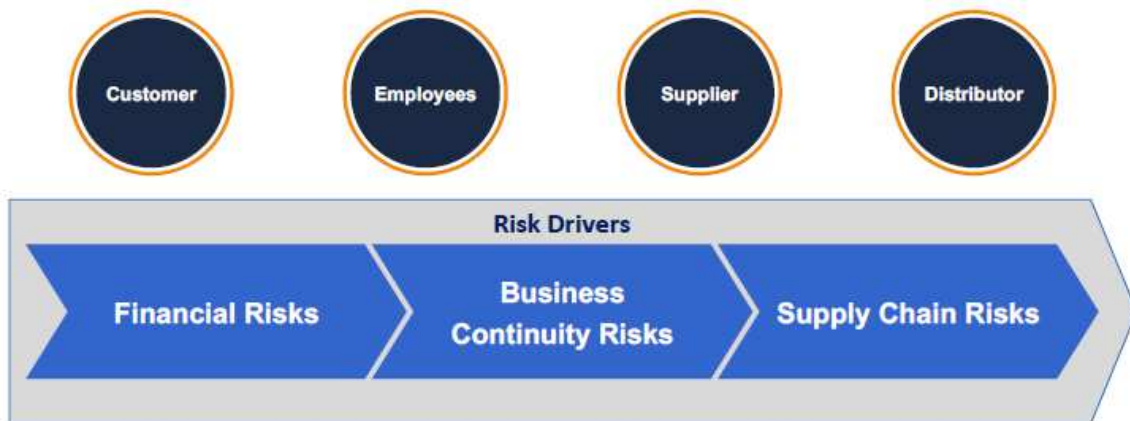 Customer
Employees
Supplier
Distributor
Risk Drivers
Financial Risks
Business
Continuity Risks
Supply Chain Risks